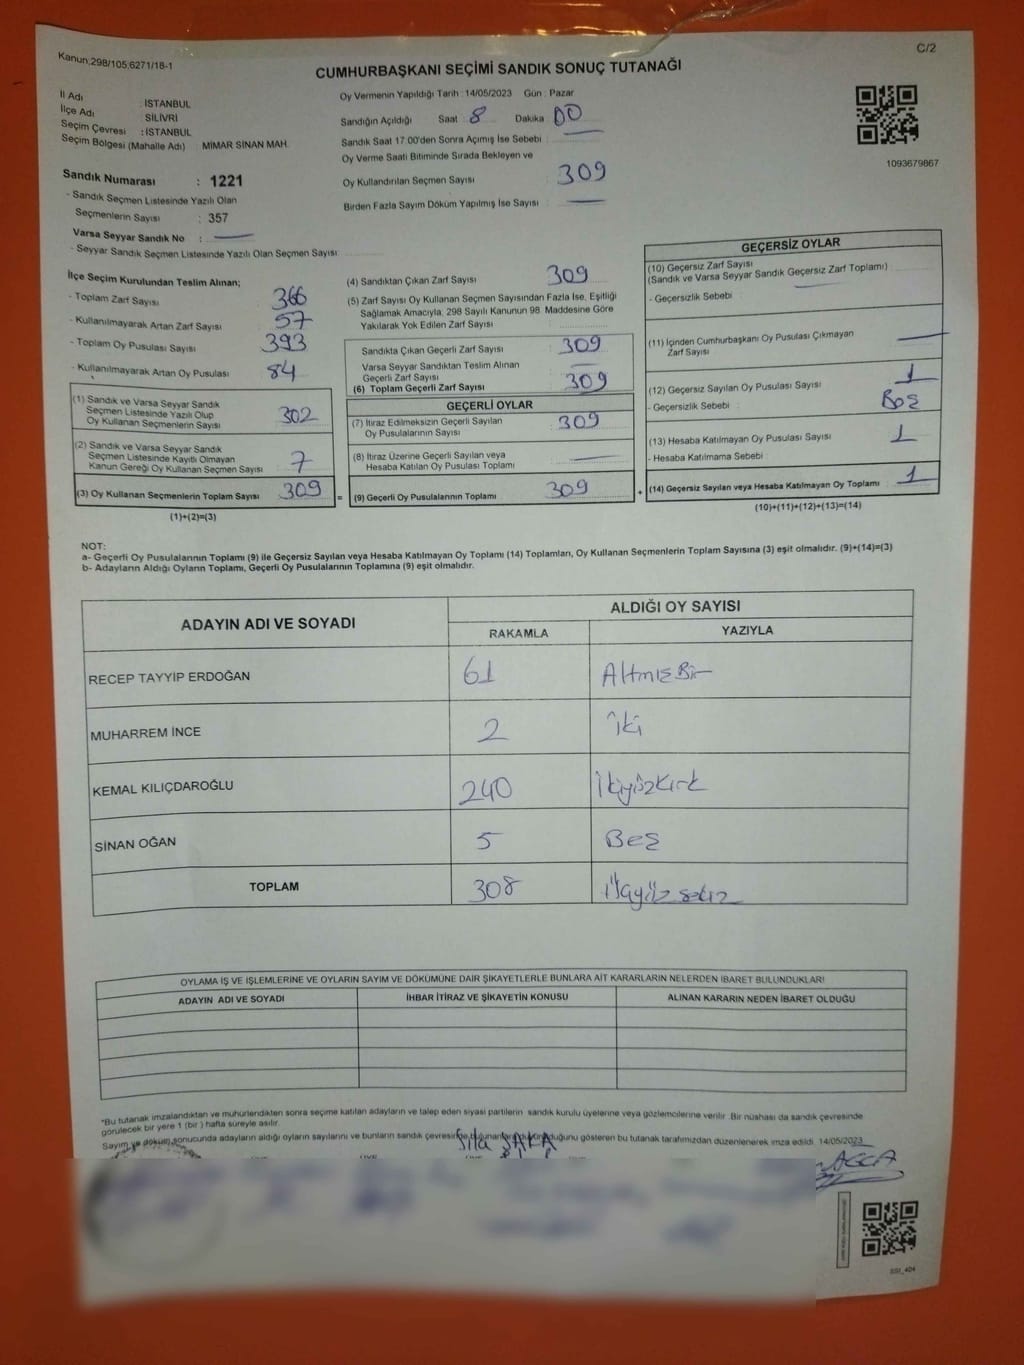 Kanun;298/105;6271/18-1
C/2
CUMHURBAŞKANI SEÇİMİ SANDIK SONUÇ TUTANAĞI
İl Adı : İSTANBUL
İlçe Adı : SİLİVRİ
Seçim Çevresi : İSTANBUL
Seçim Bölgesi (Mahalle Adı) : MİMAR SİNAN MAH.
Sandık Numarası : 1221
- Sandık Seçmen Listesinde Yazılı Olan
Seçmenlerin Sayısı : 357
Varsa Seyyar Sandık No :
- Seyyar Sandık Seçmen Listesinde Yazılı Olan Seçmen Sayısı:
Oy Vermenin Yapıldığı Tarih :14/05/2023 Gün : Pazar
Sandığın Açıldığı Saat : 8 Dakika : 00
Sandık Saat 17.00'den Sonra Açılmış İse Sebebi :
Oy Verme Saati Bitiminde Sırada Bekleyen ve
Oy Kullandırılan Seçmen Sayısı : 309
Birden Fazla Sayım Döküm Yapılmış İse Sayısı :
1093679867
İlçe Seçim Kurulundan Teslim Alınan;
- Toplam Zarf Sayısı : 366
- Kullanılmayarak Artan Zarf Sayısı : 57
- Toplam Oy Pusulası Sayısı : 393
- Kullanılmayarak Artan Oy Pusulası : 84
(1) Sandık ve Varsa Seyyar Sandık
Seçmen Listesinde Yazılı Olup
Oy Kullanan Seçmenlerin Sayısı : 302
(2) Sandık ve Varsa Seyyar Sandık
Seçmen Listesinde Kayıtlı Olmayan
Kanun Gereği Oy Kullanan Seçmen Sayısı : 7
(3) Oy Kullanan Seçmenlerin Toplam Sayısı : 309
(1)+(2)=(3)
=
(4) Sandıktan Çıkan Zarf Sayısı : 309
(5) Zarf Sayısı Oy Kullanan Seçmen Sayısından Fazla İse, Eşitliği
Sağlamak Amacıyla; 298 Sayılı Kanunun 98. Maddesine Göre
Yakılarak Yok Edilen Zarf Sayısı :
Sandıkta Çıkan Geçerli Zarf Sayısı : 309
Varsa Seyyar Sandıktan Teslim Alınan
Geçerli Zarf Sayısı :
(6) Toplam Geçerli Zarf Sayısı : 309
GEÇERLİ OYLAR
(7) İtiraz Edilmeksizin Geçerli Sayılan
Oy Pusulalarının Sayısı : 309
(8) İtiraz Üzerine Geçerli Sayılan veya
Hesaba Katılan Oy Pusulası Toplamı :
(9) Geçerli Oy Pusulalarının Toplamı : 309
+
GEÇERSİZ OYLAR
(10) Geçersiz Zarf Sayısı
(Sandık ve Varsa Seyyar Sandık Geçersiz Zarf Toplamı) :
- Geçersizlik Sebebi :
(11) İçinden Cumhurbaşkanı Oy Pusulası Çıkmayan
Zarf Sayısı :
(12) Geçersiz Sayılan Oy Pusulası Sayısı : 1
- Geçersizlik Sebebi : Boş
(13) Hesaba Katılmayan Oy Pusulası Sayısı : 1
- Hesaba Katılmama Sebebi :
(14) Geçersiz Sayılan veya Hesaba Katılmayan Oy Toplamı : 1
(10)+(11)+(12)+(13)=(14)
NOT:
a- Geçerli Oy Pusulalarının Toplamı (9) ile Geçersiz Sayılan veya Hesaba Katılmayan Oy Toplamı (14) Toplamları, Oy Kullanan Seçmenlerin Toplam Sayısına (3) eşit olmalıdır. (9)+(14)=(3)
b- Adayların Aldığı Oyların Toplamı, Geçerli Oy Pusulalarının Toplamına (9) eşit olmalıdır.
ADAYIN ADI VE SOYADI
ALDIĞI OY SAYISI
RAKAMLA YAZIYLA
RECEP TAYYİP ERDOĞAN 61 Altmış Bir
MUHARREM İNCE 2 iki
KEMAL KILIÇDAROĞLU 240 ikiyüzkırk
SİNAN OĞAN 5 Beş
TOPLAM 308 üçyüz sekiz
OYLAMA İŞ VE İŞLEMLERİNE VE OYLARIN SAYIM VE DÖKÜMÜNE DAİR ŞİKAYETLERLE BUNLARA AİT KARARLARIN NELERDEN İBARET BULUNDUKLARI
ADAYIN ADI VE SOYADI İHBAR İTİRAZ VE ŞİKAYETİN KONUSU ALINAN KARARIN NEDEN İBARET OLDUĞU
*Bu tutanak imzalandıktan ve mühürlendikten sonra seçime katılan adayların ve talep eden siyasi partilerin sandık kurulu üyelerine veya gözlemcilerine verilir. Bir nüshası da sandık çevresinde
görülecek bir yere 1 (bir ) hafta süreyle asılır.
Sayım ve döküm sonucunda adayların aldığı oyların sayılarını ve bunların sandık çevresinde olduğunu gösteren bu tutanak tarafımızdan düzenlenerek imza edildi. 14/05/2023
SSI_404